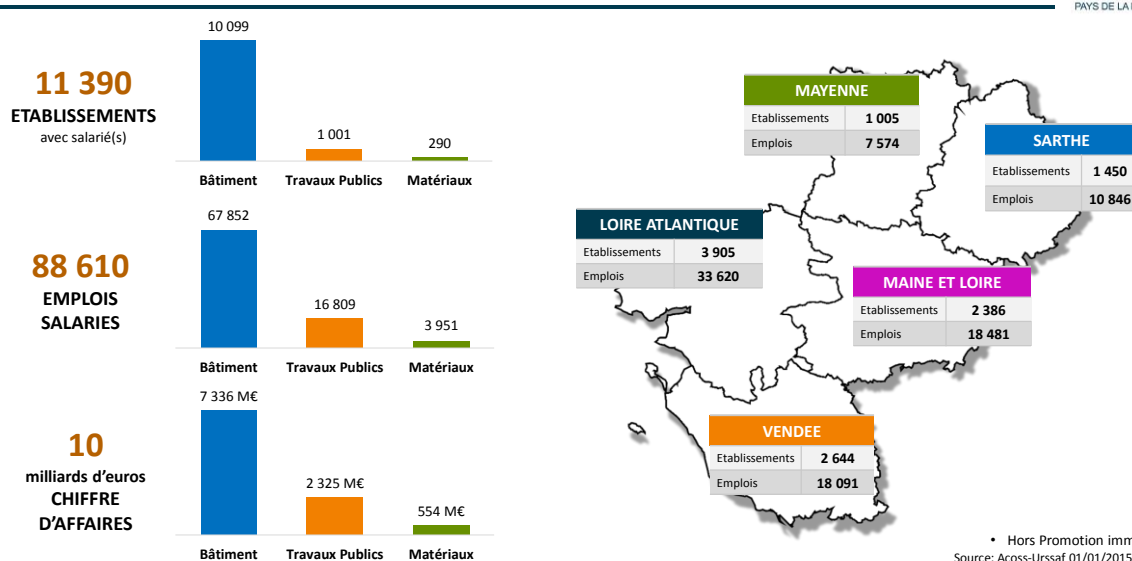 PAYS DE LA
11 390
ETABLISSEMENTS
avec salarié(s)
10 099
1 001
290
Bâtiment
Travaux Publics
Matériaux
88 610
EMPLOIS
SALARIES
67 852
16 809
3 951
Bâtiment
Travaux Publics
Matériaux
10
milliards d'euros
CHIFFRE
D'AFFAIRES
7 336 M€
2 325 M€
554 M€
Bâtiment
Travaux Publics
Matériaux
MAYENNE
Etablissements 1 005
Emplois 7 574
SARTHE
Etablissements 1 450
Emplois 10 846
LOIRE ATLANTIQUE
Etablissements 3 905
Emplois 33 620
MAINE ET LOIRE
Etablissements 2 386
Emplois 18 481
VENDEE
Etablissements 2 644
Emplois 18 091
• Hors Promotion imm
Source: Acoss-Urssaf 01/01/2015